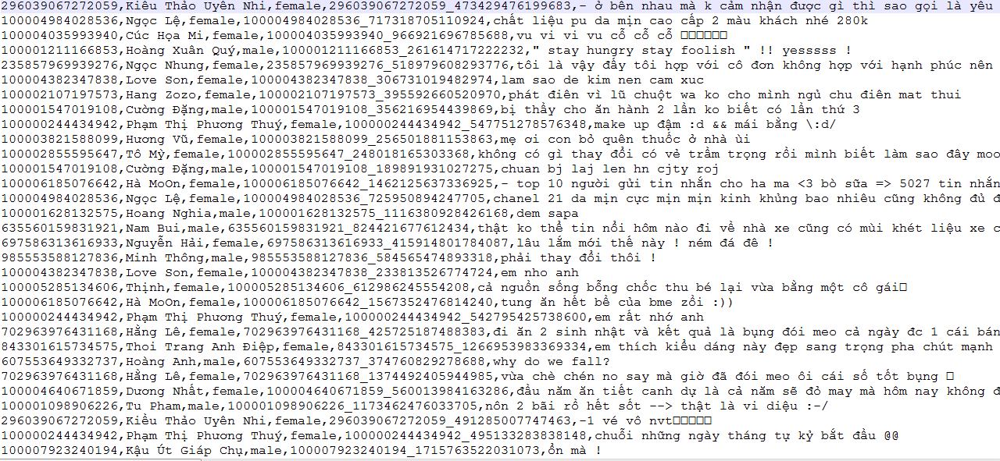 296039067272059,Kiều Thảo Uyên Nhi,female,296039067272059_473429476199683,- ở bên nhau mà k cảm nhận được gì thì sao gọi là yêu
100004984028536,Ngọc Lệ,female,100004984028536_717318705110924,chất liệu pu da mịn cao cấp 2 màu khách nhé 280k
100004035993940,Cúc Họa Mi,female,100004035993940_966921696785688,vu vi vi vu cỗ cỗ cỗ □□□□□□
100001211166853,Hoàng Xuân Quý,male,100001211166853_261614717222232," stay hungry stay foolish " !! yesssss !
235857969939276,Ngọc Nhung,female,235857969939276_518979608293776,tôi là vậy đấy tôi hợp với cô đơn không hợp với hạnh phúc nên
100004382347838,Love Son,female,100004382347838_306731019482974,lam sao de kim nen cam xuc
100002107197573,Hang Zozo,female,100002107197573_395592660520970,phát điên vì lũ chuột wa ko cho mình ngủ chu điên mat thui
100001547019108,Cường Đặng,male,100001547019108_356216954439869,bị thầy cho ăn hành 2 lần ko biết có lần thứ 3
100000244434942,Phạm Thị Phương Thuý,female,100000244434942_547751278576348,make up đậm :d && mái bằng \:d/
100003821588099,Hương Vũ,female,100003821588099_256501881153863,mẹ ơi con bỏ quên thuốc ở nhà ùi
100002855595647,Tô Mỳ,female,100002855595647_248018165303368,không có gì thay đổi có vẻ trầm trọng rồi mình biết làm sao đây moo
100001547019108,Cường Đặng,male,100001547019108_189891931027275,chuan bj laj len hn cjty roj
100006185076642,Hà MoOn,female,100006185076642_1462125637336925,- top 10 người gửi tin nhắn cho ha ma <3 bò sữa => 5027 tin nhắn
100004984028536,Ngọc Lệ,female,100004984028536_725950894247705,chanel 21 da mịn cực mịn mịn kinh khủng bao nhiêu cũng không đủ đ
100001628132575,Hoang Nghia,male,100001628132575_1116380928426168,dem sapa
635560159831921,Nam Bui,male,635560159831921_824421677612434,thật ko thể tin nổi hôm nào đi về nhà xe cũng có mùi khét liệu xe c
697586313616933,Nguyễn Hải,female,697586313616933_415914801784087,lâu lắm mới thế này ! ném đá đê !
985553588127836,Minh Thông,male,985553588127836_584565474893318,phải thay đổi thôi !
100004382347838,Love Son,female,100004382347838_233813526774724,em nho anh
100005285134606,Thịnh,female,100005285134606_612986245554208,cả nguồn sống bỗng chốc thu bé lại vừa bằng một cô gái□
100006185076642,Hà MoOn,female,100006185076642_1567352476814240,tung ăn hết bề của bme zồi :))
100000244434942,Phạm Thị Phương Thuý,female,100000244434942_542795425738600,em rất nhớ anh
702963976431168,Hằng Lê,female,702963976431168_425725187488383,đi ăn 2 sinh nhật và kết quả là bụng đói meo cả ngày đc 1 cái bán
843301615734575,Thoi Trang Anh Điệp,female,843301615734575_1266953983369334,em thích kiểu dáng này đẹp sang trọng pha chút mạnh
607553649332737,Hoàng Anh,male,607553649332737_374760829278688,why do we fall?
702963976431168,Hằng Lê,female,702963976431168_1374492405944985,vừa chè chén no say mà giờ đã đói meo ôi cái số tốt bụng □
100004640671859,Dương Nhất,female,100004640671859_560013984163286,đầu năm ăn tiết canh dự là cả năm sẽ đỏ may mà hôm nay không đ
100001098906226,Tu Pham,male,100001098906226_1173462476033705,nôn 2 bãi rồ hết sốt --> thật là vi diệu :-/
296039067272059,Kiều Thảo Uyên Nhi,female,296039067272059_491285007747463,-1 vé vô nvt□□□□□
100000244434942,Phạm Thị Phương Thuý,female,100000244434942_495133283838148,chuỗi những ngày tháng tự kỷ bắt đầu @@
100007923240194,Kậu Út Giáp Chụ,male,100007923240194_1715763522031073,ổn mà !